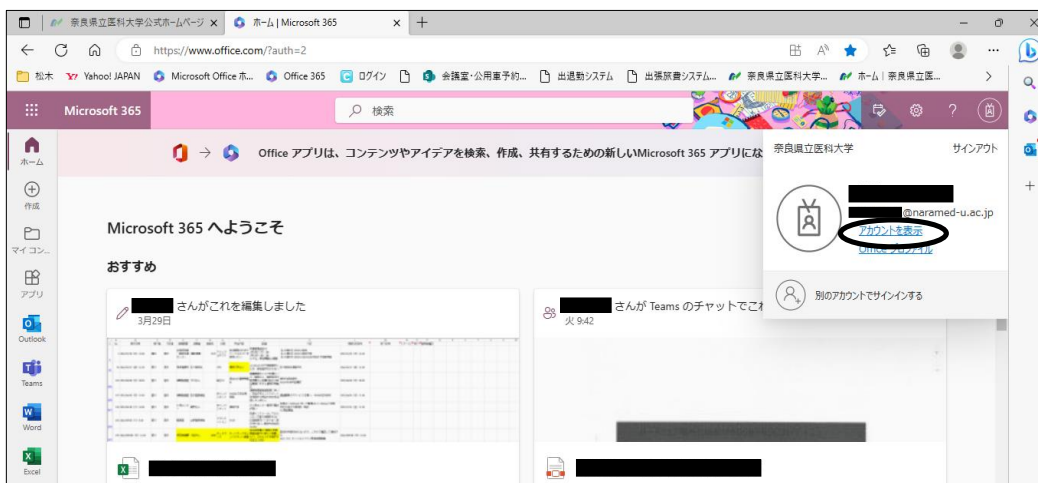 奈良県立医科大学公式ホームページ
ホーム | Microsoft 365
https://www.office.com/?auth=2
松木
Yahoo! JAPAN
Microsoft Office ホ...
Office 365
ログイン
会議室・公用車予約...
出退勤システム
出張旅費システム...
奈良県立医科大学...
ホーム | 奈良県立医...
Microsoft 365
検索
ホーム
作成
マイ コン...
アプリ
Outlook
Teams
Word
Excel
Office アプリは、コンテンツやアイデアを検索、作成、共有するための新しいMicrosoft 365 アプリにな
奈良県立医科大学
サインアウト
@naramed-u.ac.jp
アカウントを表示
Office プロファイル
別のアカウントでサインインする
Microsoft 365 へようこそ
おすすめ
さんがこれを編集しました
3月29日
さんが Teams のチャットでこれ
火 9:42